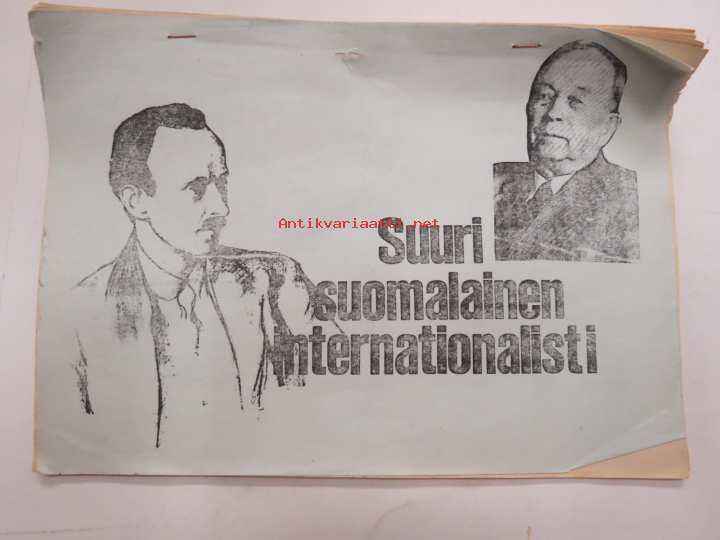 Antikvariaatti.net
Suuri
suomalainen
internationalisti